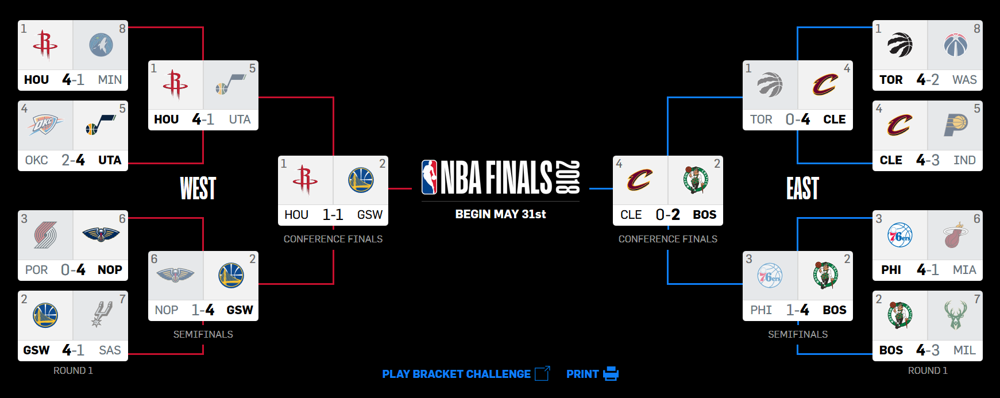 1 8
HOU 4-1 MIN
4 5
OKC 2-4 UTA
1 5
HOU 4-1 UTA
WEST
3 6
POR 0-4 NOP
2 7
GSW 4-1 SAS
ROUND 1
6 2
NOP 1-4 GSW
SEMIFINALS
1 2
HOU 1-1 GSW
CONFERENCE FINALS
NBA FINALS 2018
BEGIN MAY 31st
4 2
CLE 0-2 BOS
CONFERENCE FINALS
1 4
TOR 0-4 CLE
EAST
3 2
76ers
PHI 1-4 BOS
SEMIFINALS
1 8
TOR 4-2 WAS
4 5
CLE 4-3 IND
3 6
76ers
PHI 4-1 MIA
2 7
BOS 4-3 MIL
ROUND 1
PLAY BRACKET CHALLENGE
PRINT
OKC